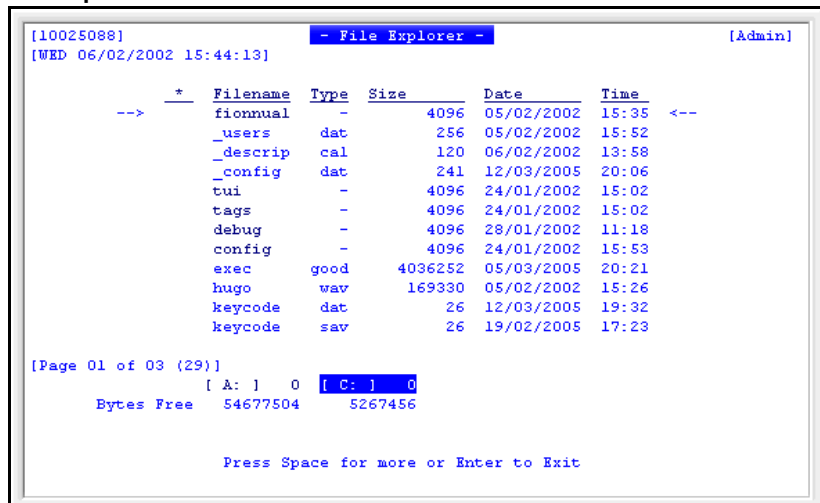 [10025088] - File Explorer - [Admin]
[WED 06/02/2002 15:44:13]
* Filename Type Size Date Time
--> fionnual - 4096 05/02/2002 15:35 <--
_users dat 256 05/02/2002 15:52
_descrip cal 120 06/02/2002 13:58
_config dat 241 12/03/2005 20:06
tui - 4096 24/01/2002 15:02
tags - 4096 24/01/2002 15:02
debug - 4096 28/01/2002 11:18
config - 4096 24/01/2002 15:53
exec good 4036252 05/03/2005 20:21
hugo wav 169330 05/02/2002 15:26
keycode dat 26 12/03/2005 19:32
keycode sav 26 19/02/2005 17:23
[Page 01 of 03 (29)]
[ A: ] 0 [ C: ] 0
Bytes Free 54677504 5267456
Press Space for more or Enter to Exit